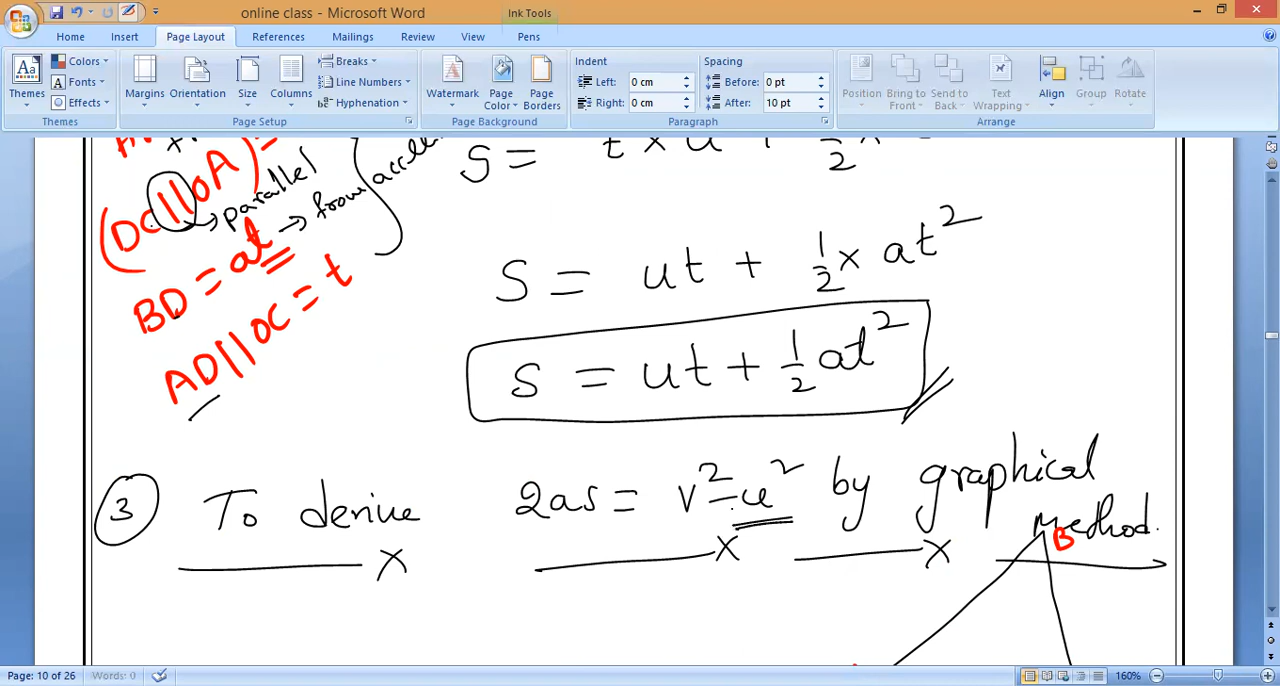 online class - Microsoft Word
Ink Tools
Home Insert Page Layout References Mailings Review View Pens
Themes
Colors
Fonts
Effects
Themes
Margins Orientation Size Columns
Breaks
Line Numbers
Hyphenation
Page Setup
Watermark Page Color Page Borders
Page Background
Indent
Left: 0 cm
Right: 0 cm
Spacing
Before: 0 pt
After: 10 pt
Paragraph
Position Bring to Front Send to Back Text Wrapping Align Group Rotate
Arrange
S = t x u + 1/2 x
(DC||OA) =
parallel
BD = at → from accele
AD||OC = t
S = ut + 1/2 x at²
S = ut + 1/2 at²
3 To derive 2as = v² - u² by graphical
method.
B
Page: 10 of 26 Words: 0 160%